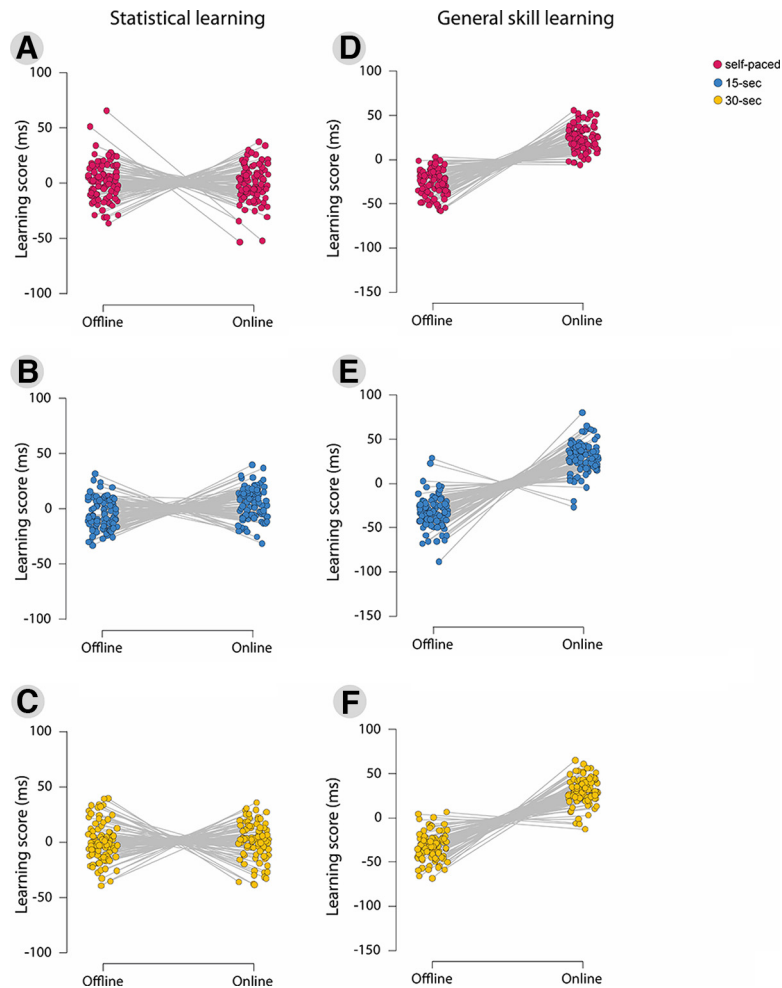 Statistical learning
General skill learning
A
D
self-paced
15-sec
30-sec
Learning score (ms)
100
50
0
-50
-100
Offline
Online
Learning score (ms)
100
50
0
-50
-100
-150
Offline
Online
B
E
Learning score (ms)
100
50
0
-50
-100
Offline
Online
Learning score (ms)
100
50
0
-50
-100
-150
Offline
Online
C
F
Learning score (ms)
100
50
0
-50
-100
Offline
Online
Learning score (ms)
100
50
0
-50
-100
-150
Offline
Online